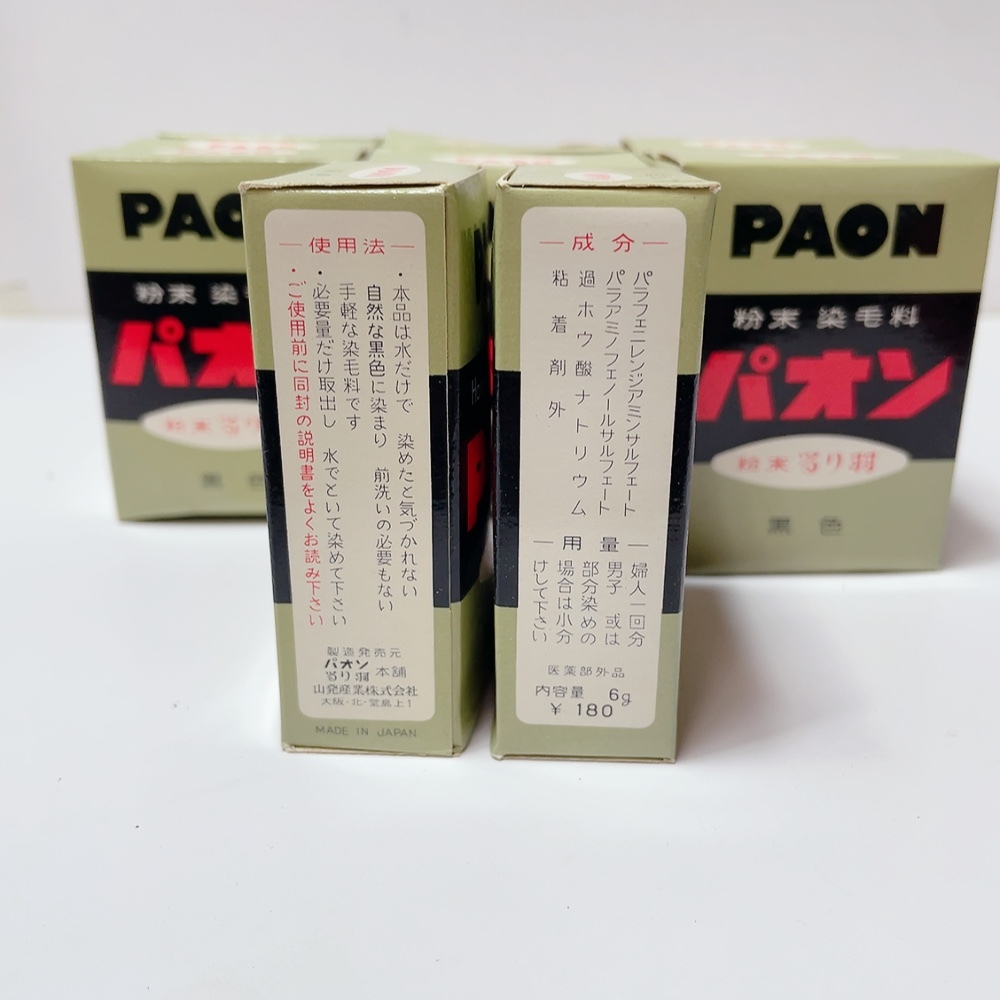 PAO
粉末 染毛
パオ
粉末
黒色
使用法
・本品は水だけで 染めたと気づかれない
自然な黒色に染まり 前洗いの必要もない
手軽な染毛料です
・必要量だけ取出し 水でといて染めて下さい
・ご使用前に同封の説明書をよくお読み下さい
製造発売元
パオン
るり羽 本舗
山発産業株式会社
大阪・北・堂島上1
MADE IN JAPAN
成分
パラフェニレンジアミンサルフェート
パラアミノフェノールサルフェート
過ホウ酸ナトリウム
粘着剤外
用量
婦人一回分
男子 或は
部分染めの
場合は小分
けして下さい
医薬部外品
内容量 6g
¥ 180
PAON
粉末 染毛料
パオン
粉末 るり羽
黒色